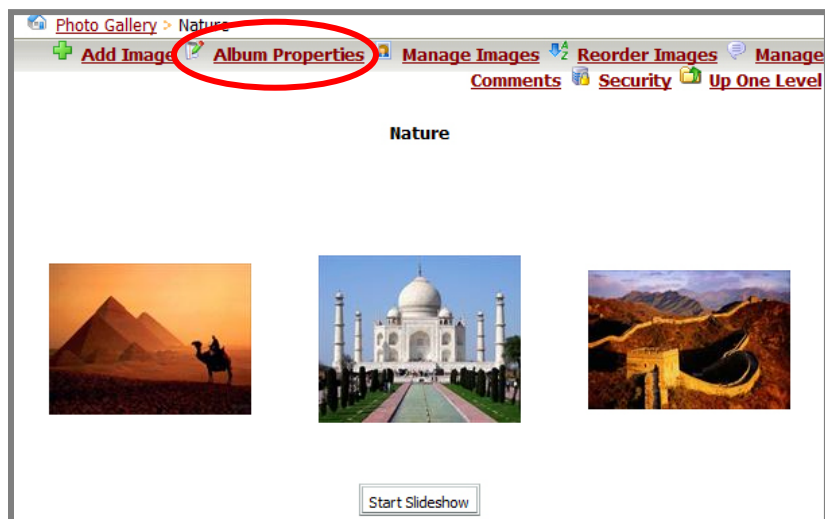 Photo Gallery > Nature
Add Image Album Properties Manage Images Reorder Images Manage
Comments Security Up One Level
Nature
Start Slideshow